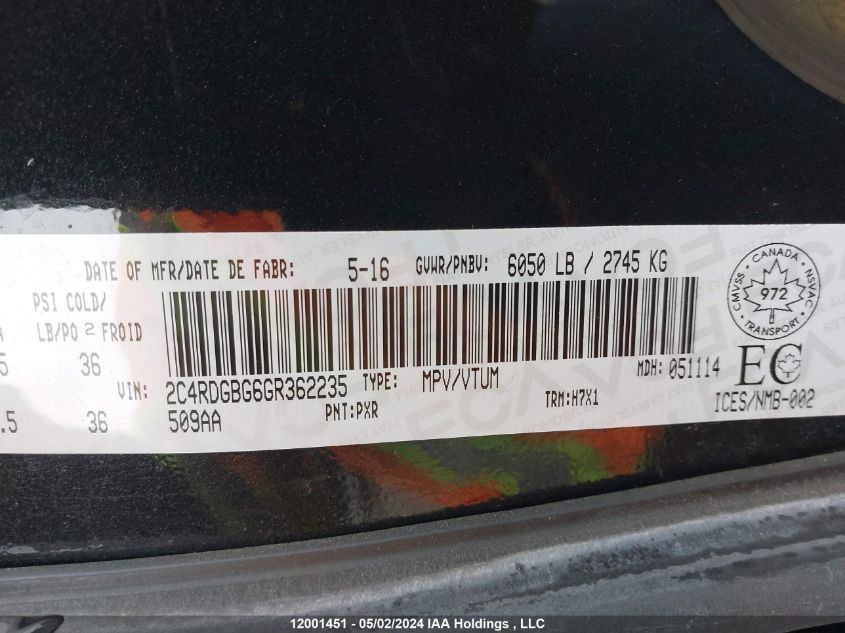 DATE OF MFR/DATE DE FABR: 5-16 GVWR/PNBV: 6050 LB / 2745 KG
PSI COLD/
LB/PO 2 FROID
5 36
VIN: 2C4RDGBG6GR362235 TYPE: MPV/VTUM MDH: 051114
.5 36 509AA PNT:PXR TRM:H7X1
CMVSS CANADA NSVAC
972
TRANSPORT
EC
ICES/NMB-002
12001451 - 05/02/2024 IAA Holdings, LLC